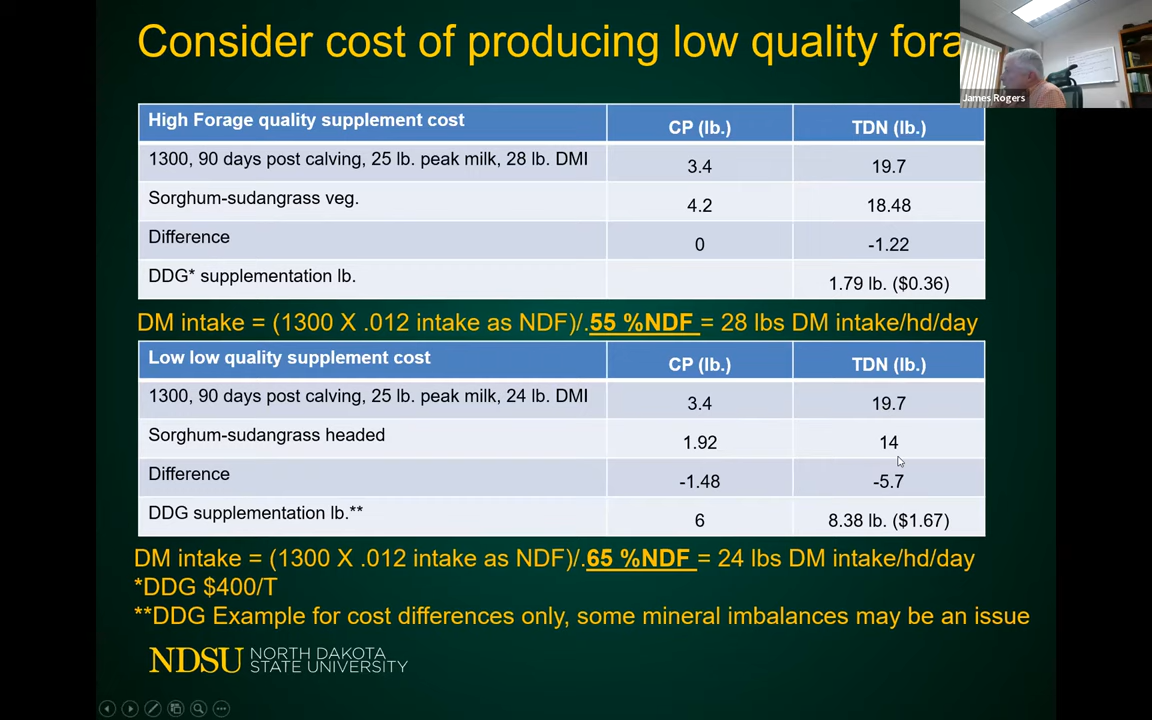 Consider cost of producing low quality fora
James Rogers
High Forage quality supplement cost CP (lb.) TDN (lb.)
1300, 90 days post calving, 25 lb. peak milk, 28 lb. DMI 3.4 19.7
Sorghum-sudangrass veg. 4.2 18.48
Difference 0 -1.22
DDG* supplementation lb. 1.79 lb. ($0.36)
DM intake = (1300 X .012 intake as NDF)/.55 %NDF = 28 lbs DM intake/hd/day
Low low quality supplement cost CP (lb.) TDN (lb.)
1300, 90 days post calving, 25 lb. peak milk, 24 lb. DMI 3.4 19.7
Sorghum-sudangrass headed 1.92 14
Difference -1.48 -5.7
DDG supplementation lb.** 6 8.38 lb. ($1.67)
DM intake = (1300 X .012 intake as NDF)/.65 %NDF = 24 lbs DM intake/hd/day
*DDG $400/T
**DDG Example for cost differences only, some mineral imbalances may be an issue
NDSU NORTH DAKOTA
STATE UNIVERSITY